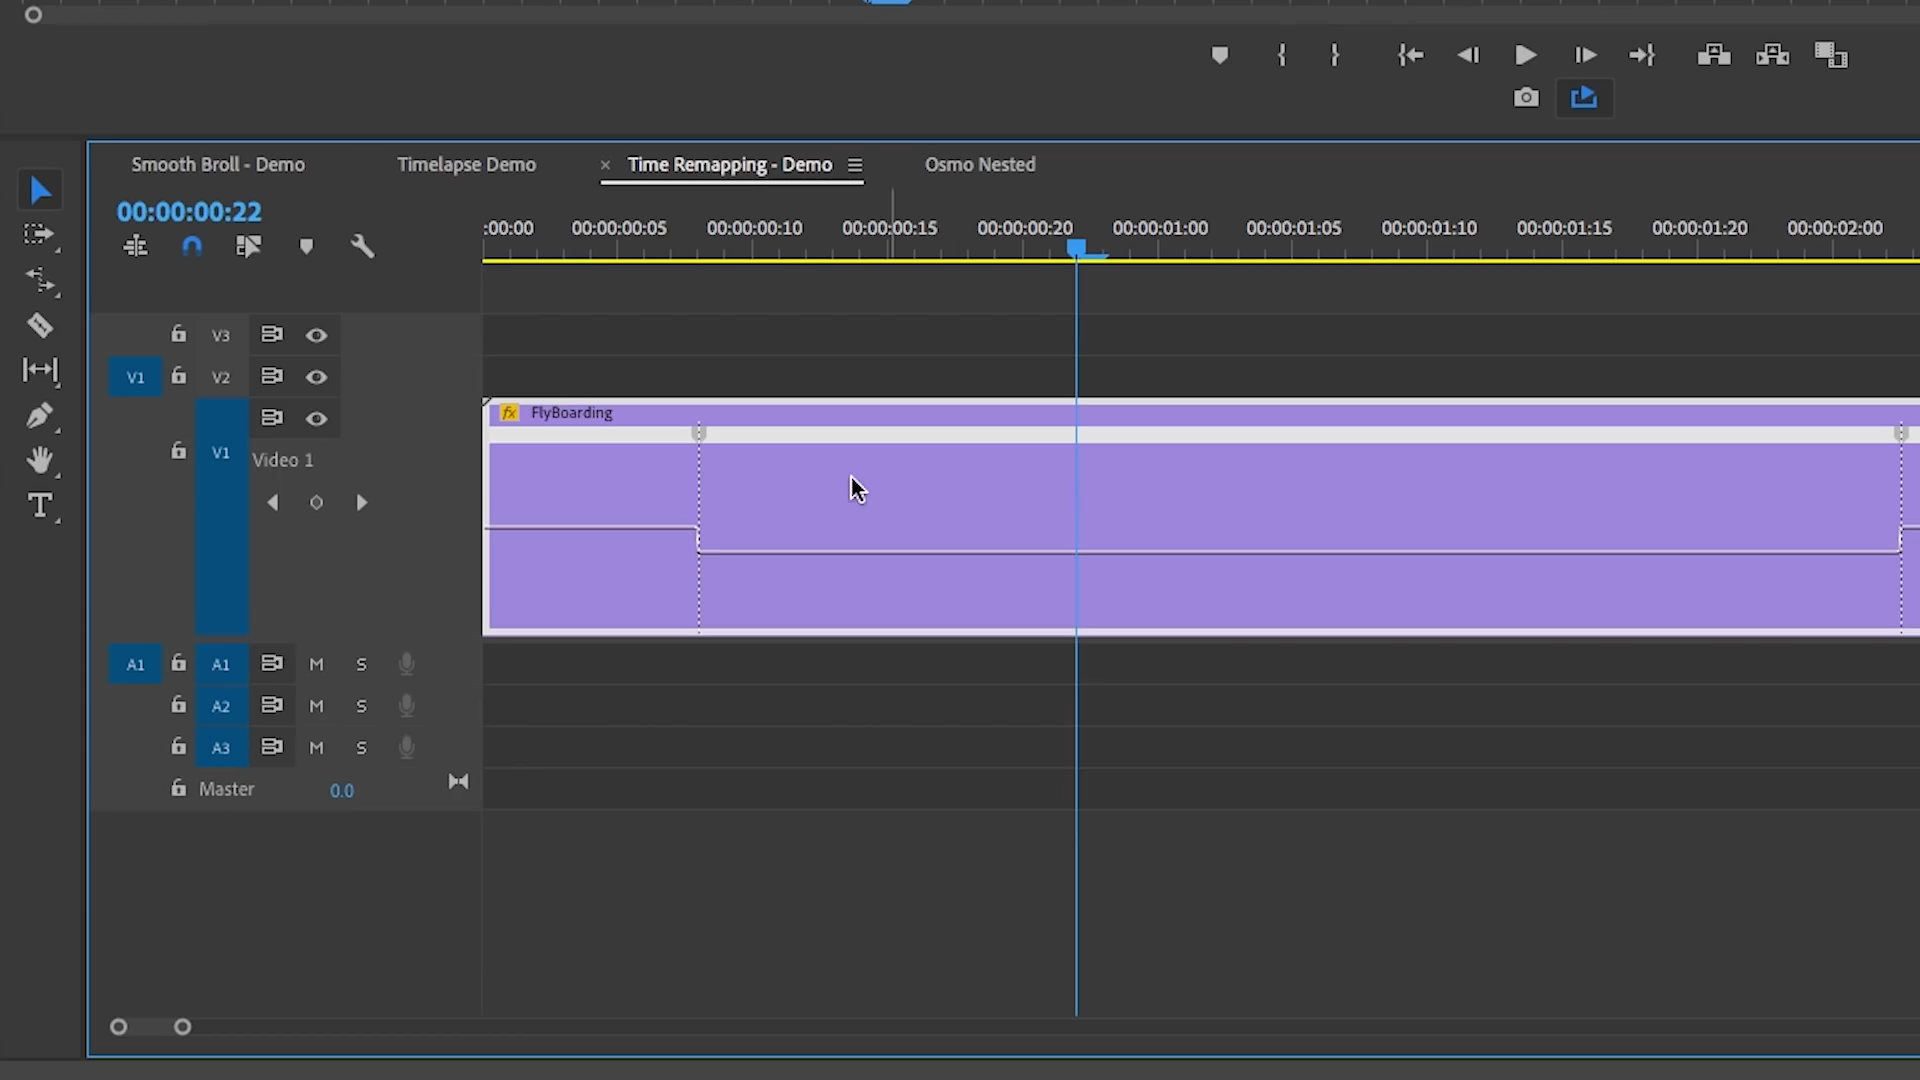 Smooth Broll - Demo
Timelapse Demo
× Time Remapping - Demo
Osmo Nested
00:00:00:22
:00:00
00:00:00:05
00:00:00:10
00:00:00:15
00:00:00:20
00:00:01:00
00:00:01:05
00:00:01:10
00:00:01:15
00:00:01:20
00:00:02:00
V3
V1 V2
fx FlyBoarding
V1
Video 1
T
A1 A1 M S
A2 M S
A3 M S
Master 0.0